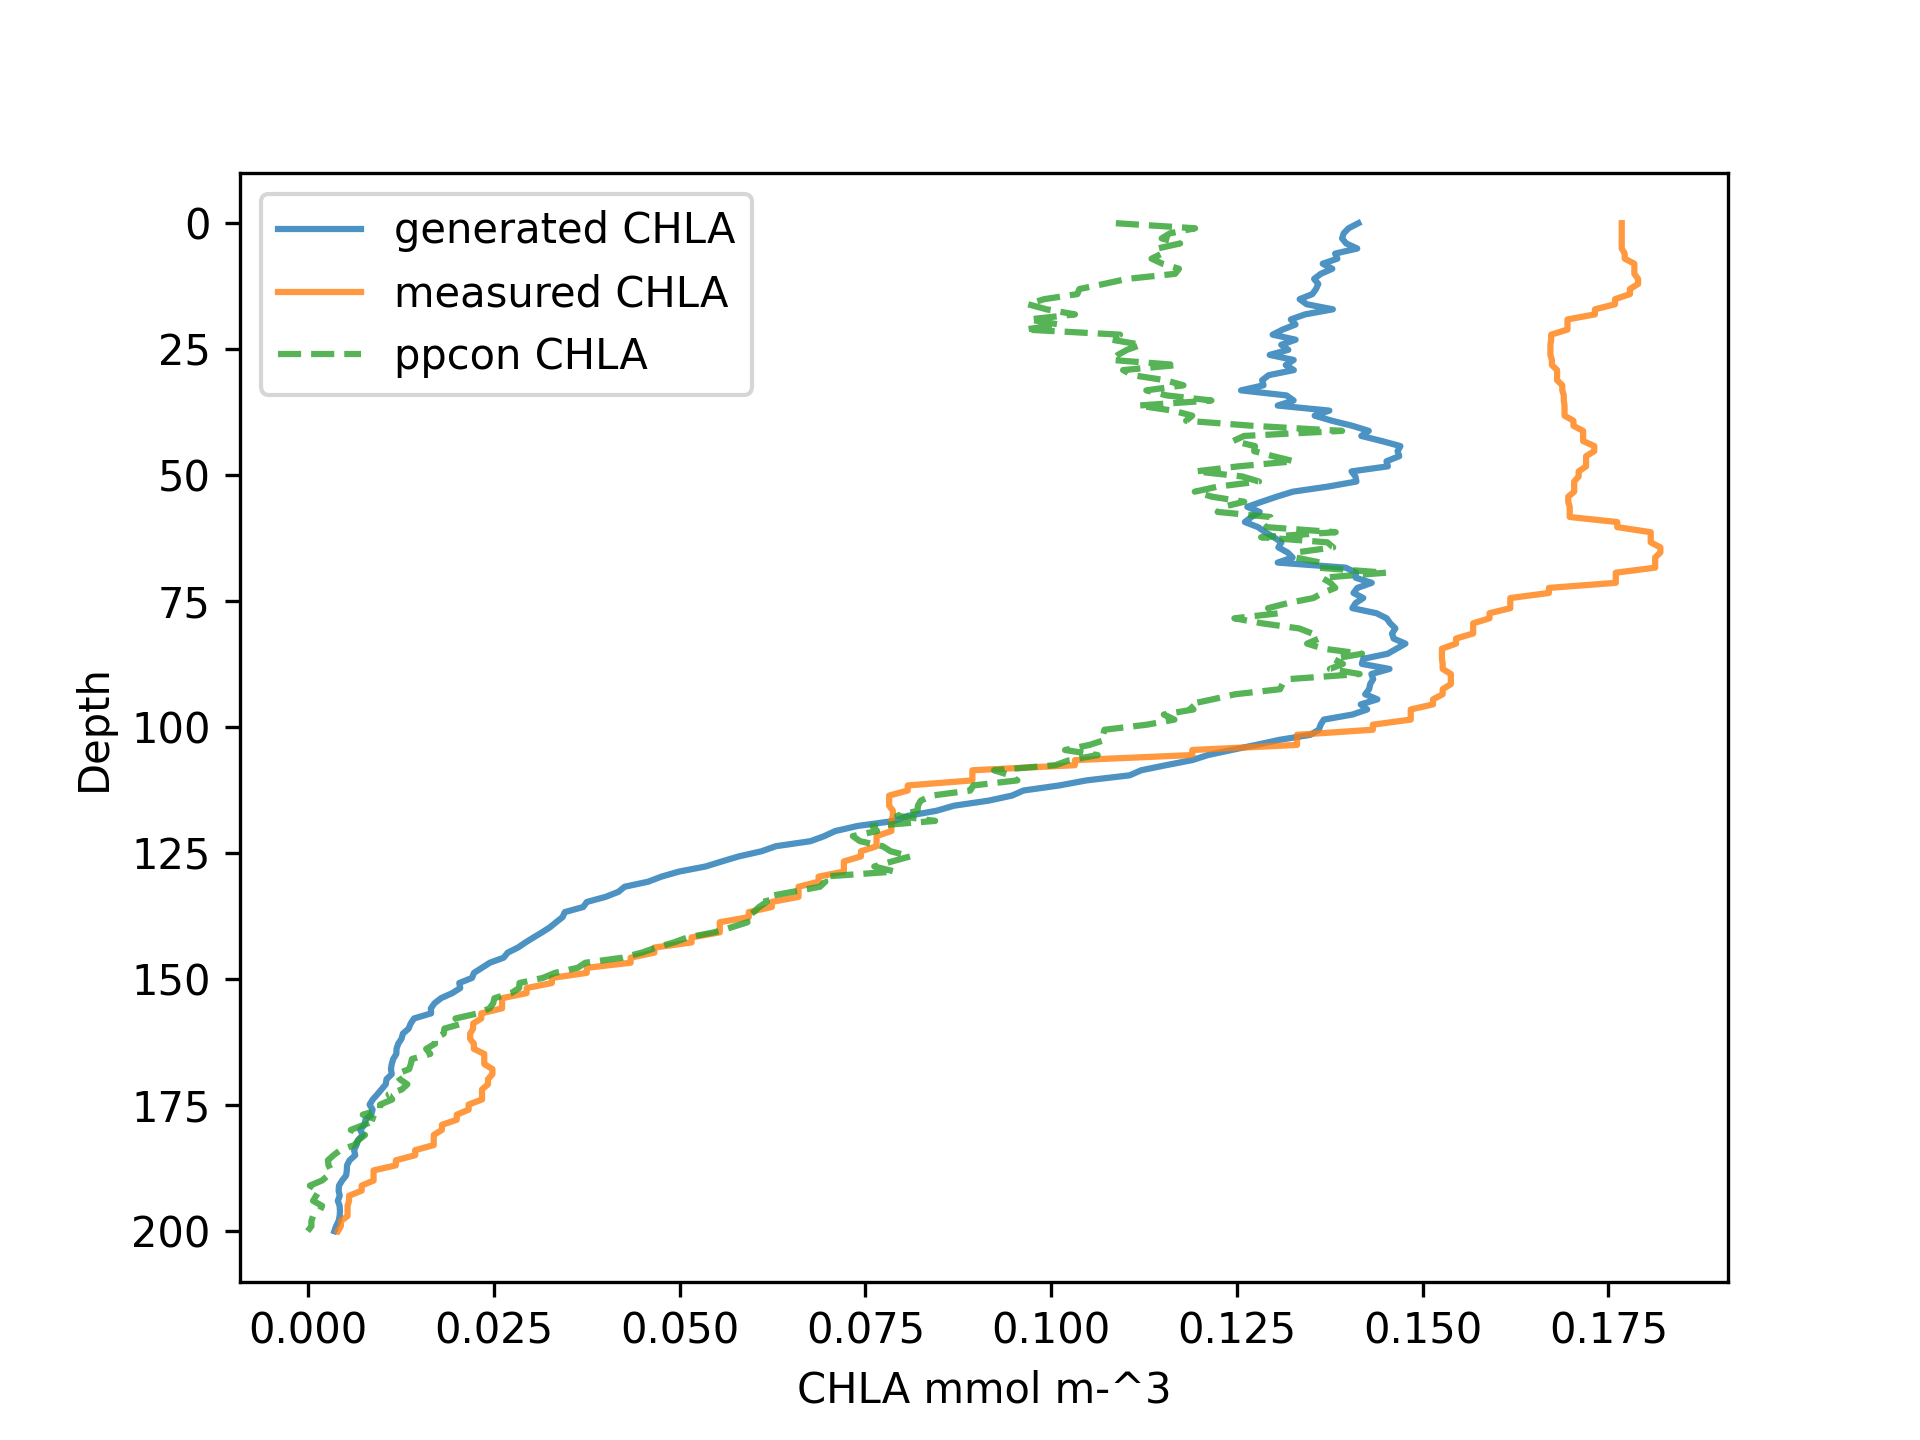 generated CHLA
measured CHLA
ppcon CHLA
Depth
0
25
50
75
100
125
150
175
200
0.000 0.025 0.050 0.075 0.100 0.125 0.150 0.175
CHLA mmol m-^3